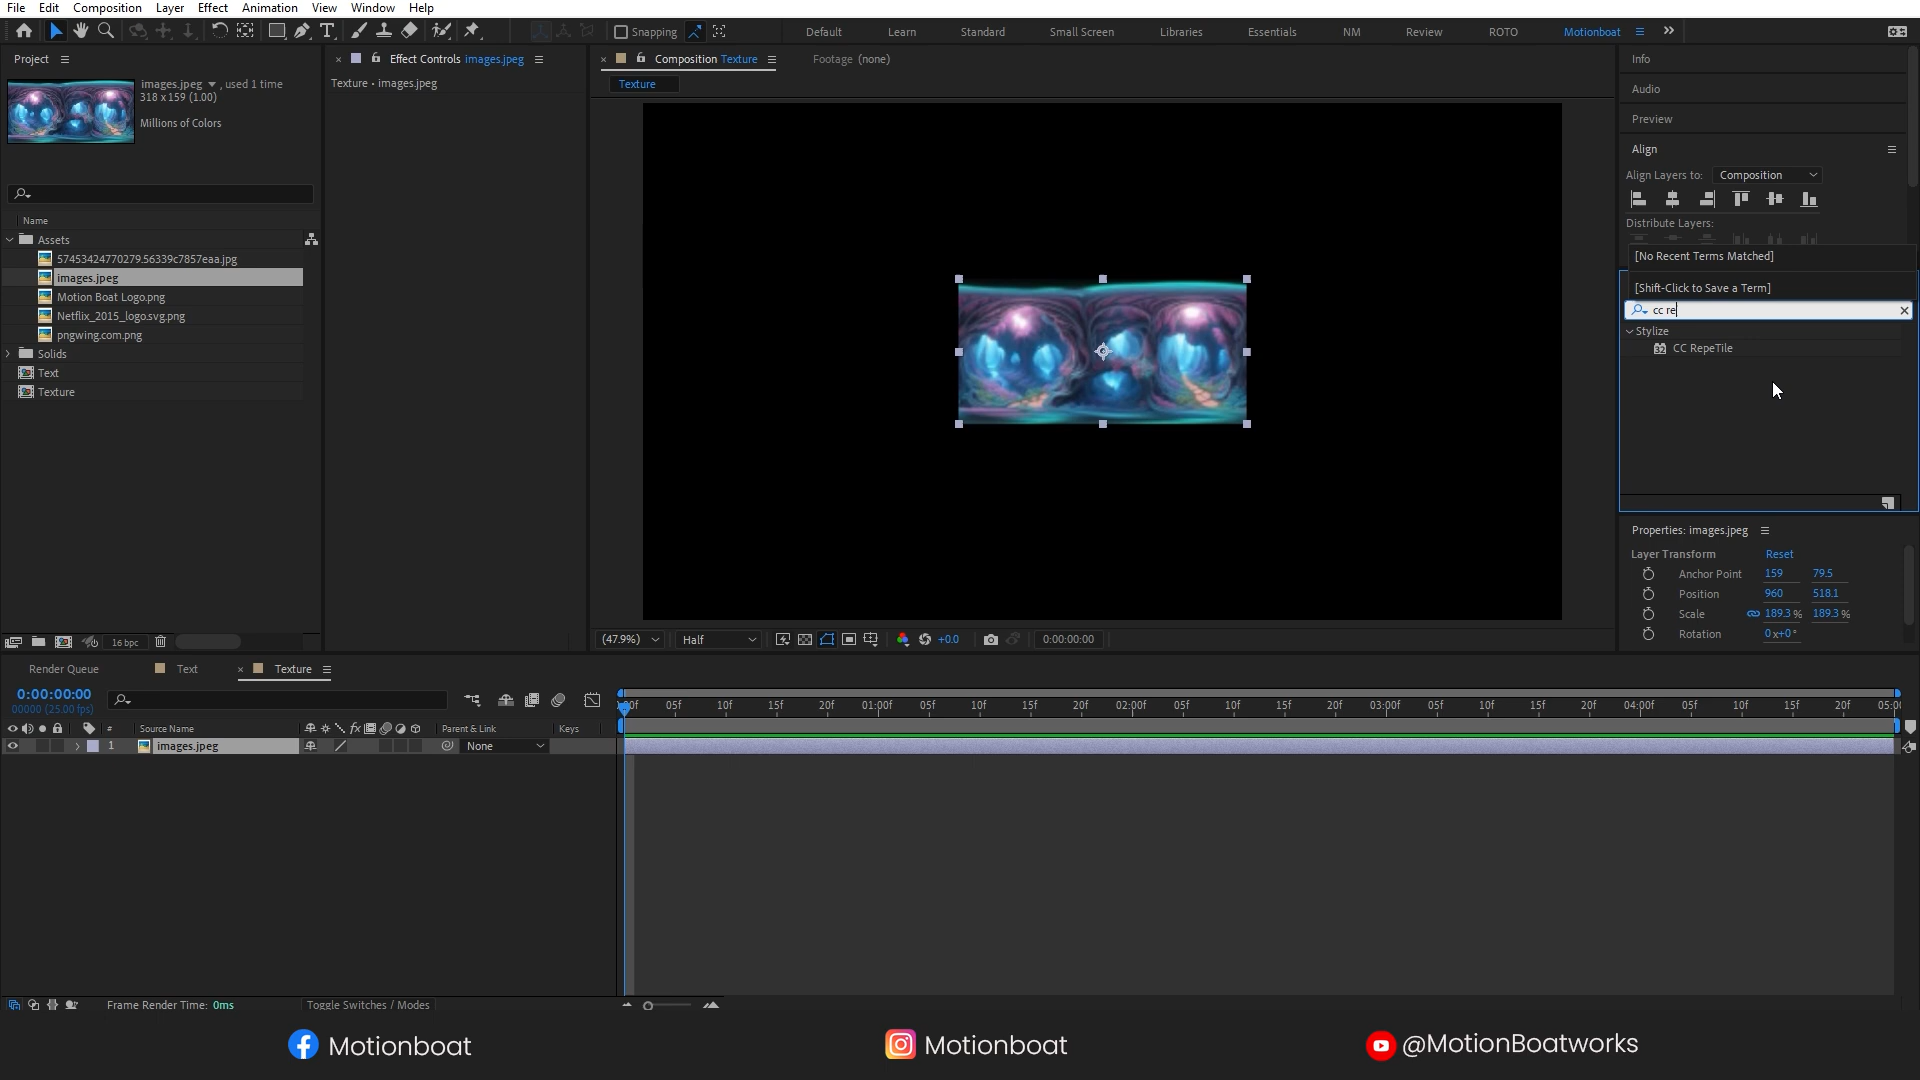 File Edit Composition Layer Effect Animation View Window Help
Snapping
Default Learn Standard Small Screen Libraries Essentials NM Review ROTO Motionboat
Project
images.jpeg , used 1 time
318 x 159 (1.00)
Millions of Colors
Name
Assets
57453424770279.56339c7857eaa.jpg
images.jpeg
Motion Boat Logo.png
Netflix_2015_logo.svg.png
pngwing.com.png
Solids
Text
Texture
16 bpc
Effect Controls images.jpeg
Texture • images.jpeg
Composition Texture
Footage (none)
Texture
(47.9%) Half +0.0 0:00:00:00
Info
Audio
Preview
Align
Align Layers to: Composition
Distribute Layers:
[No Recent Terms Matched]
[Shift-Click to Save a Term]
cc re
Stylize
32 CC RepeTile
Properties: images.jpeg
Layer Transform Reset
Anchor Point 159 79.5
Position 960 518.1
Scale 189.3 % 189.3 %
Rotation 0x+0°
Render Queue Text Texture
0:00:00:00
00000 (25.00 fps)
05f 10f 15f 20f 01:00f 05f 10f 15f 20f 02:00f 05f 10f 15f 20f 03:00f 05f 10f 15f 20f 04:00f 05f 10f 15f 20f
# Source Name fx Parent & Link Keys
1 images.jpeg None
Frame Render Time: 0ms Toggle Switches / Modes
Motionboat Motionboat @MotionBoatworks